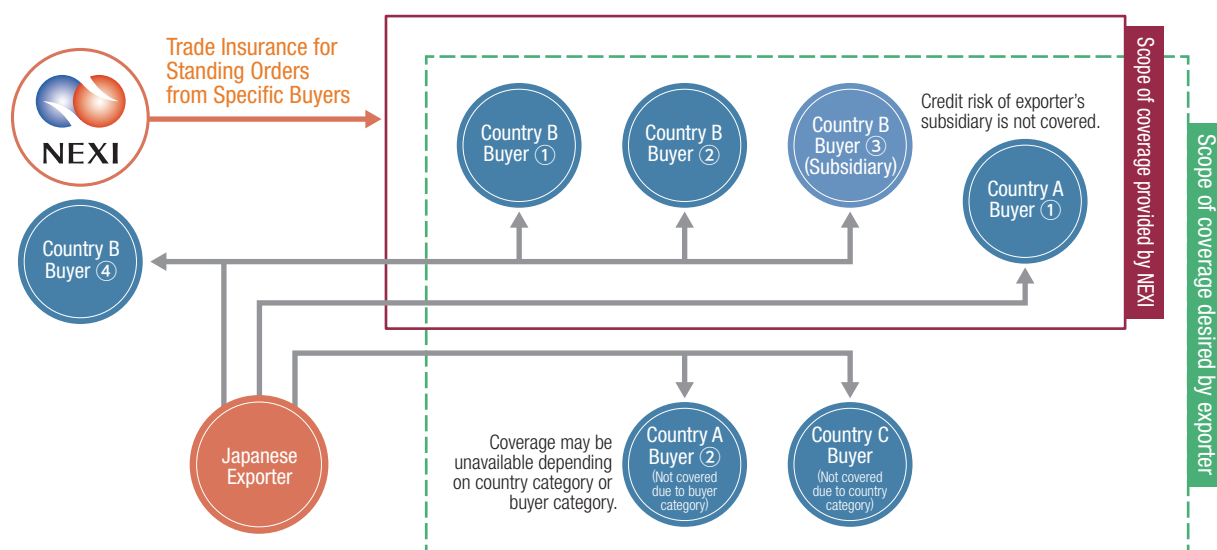 Trade Insurance for
Standing Orders
from Specific Buyers
NEXI
Country B
Buyer ①
Country B
Buyer ②
Country B
Buyer ③
(Subsidiary)
Credit risk of exporter's
subsidiary is not covered.
Country A
Buyer ①
Scope of coverage provided by NEXI
Scope of coverage desired by exporter
Country B
Buyer ④
Japanese
Exporter
Coverage may be
unavailable depending
on country category or
buyer category.
Country A
Buyer ②
(Not covered
due to buyer
category)
Country C
Buyer
(Not covered
due to country
category)